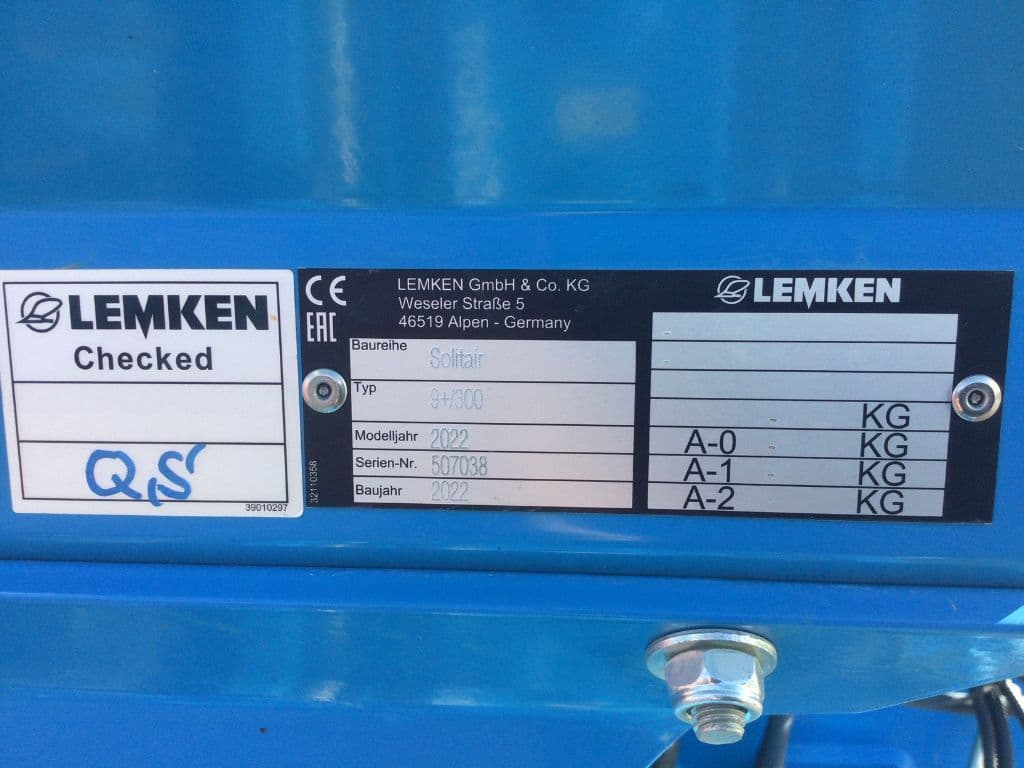 LEMKEN
Checked
Q,S
39010297
CE
EAC
LEMKEN GmbH & Co. KG
Weseler Straße 5
46519 Alpen - Germany
Baureihe Solitair
Typ 9+/300
Modelljahr 2022
Serien-Nr. 507038
Baujahr 2022
32110358
LEMKEN
-
-
- KG
A-0 - KG
A-1 - KG
A-2 - KG